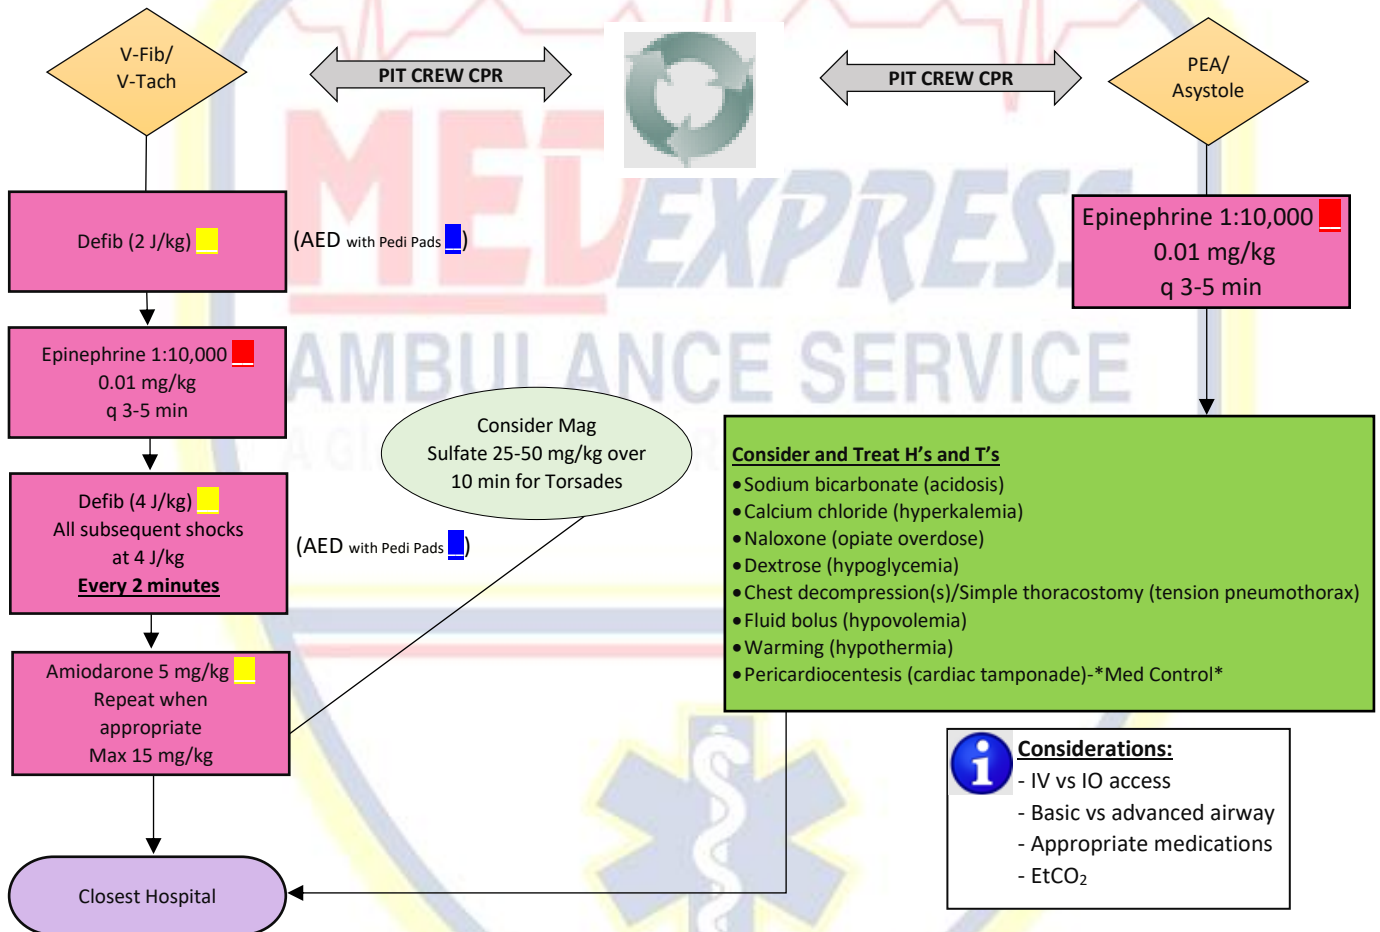 V-Fib/
V-Tach
PIT CREW CPR
PIT CREW CPR
PEA/
Asystole
Defib (2 J/kg)
(AED with Pedi Pads )
Epinephrine 1:10,000
0.01 mg/kg
q 3-5 min
Epinephrine 1:10,000
0.01 mg/kg
q 3-5 min
MEDEXPRESS
AMBULANCE SERVICE
Consider Mag
Sulfate 25-50 mg/kg over
10 min for Torsades
Defib (4 J/kg)
All subsequent shocks
at 4 J/kg
Every 2 minutes
(AED with Pedi Pads )
Consider and Treat H's and T's
•Sodium bicarbonate (acidosis)
•Calcium chloride (hyperkalemia)
•Naloxone (opiate overdose)
•Dextrose (hypoglycemia)
•Chest decompression(s)/Simple thoracostomy (tension pneumothorax)
•Fluid bolus (hypovolemia)
•Warming (hypothermia)
•Pericardiocentesis (cardiac tamponade)-*Med Control*
Amiodarone 5 mg/kg
Repeat when
appropriate
Max 15 mg/kg
Considerations:
- IV vs IO access
- Basic vs advanced airway
- Appropriate medications
- EtCO₂
Closest Hospital